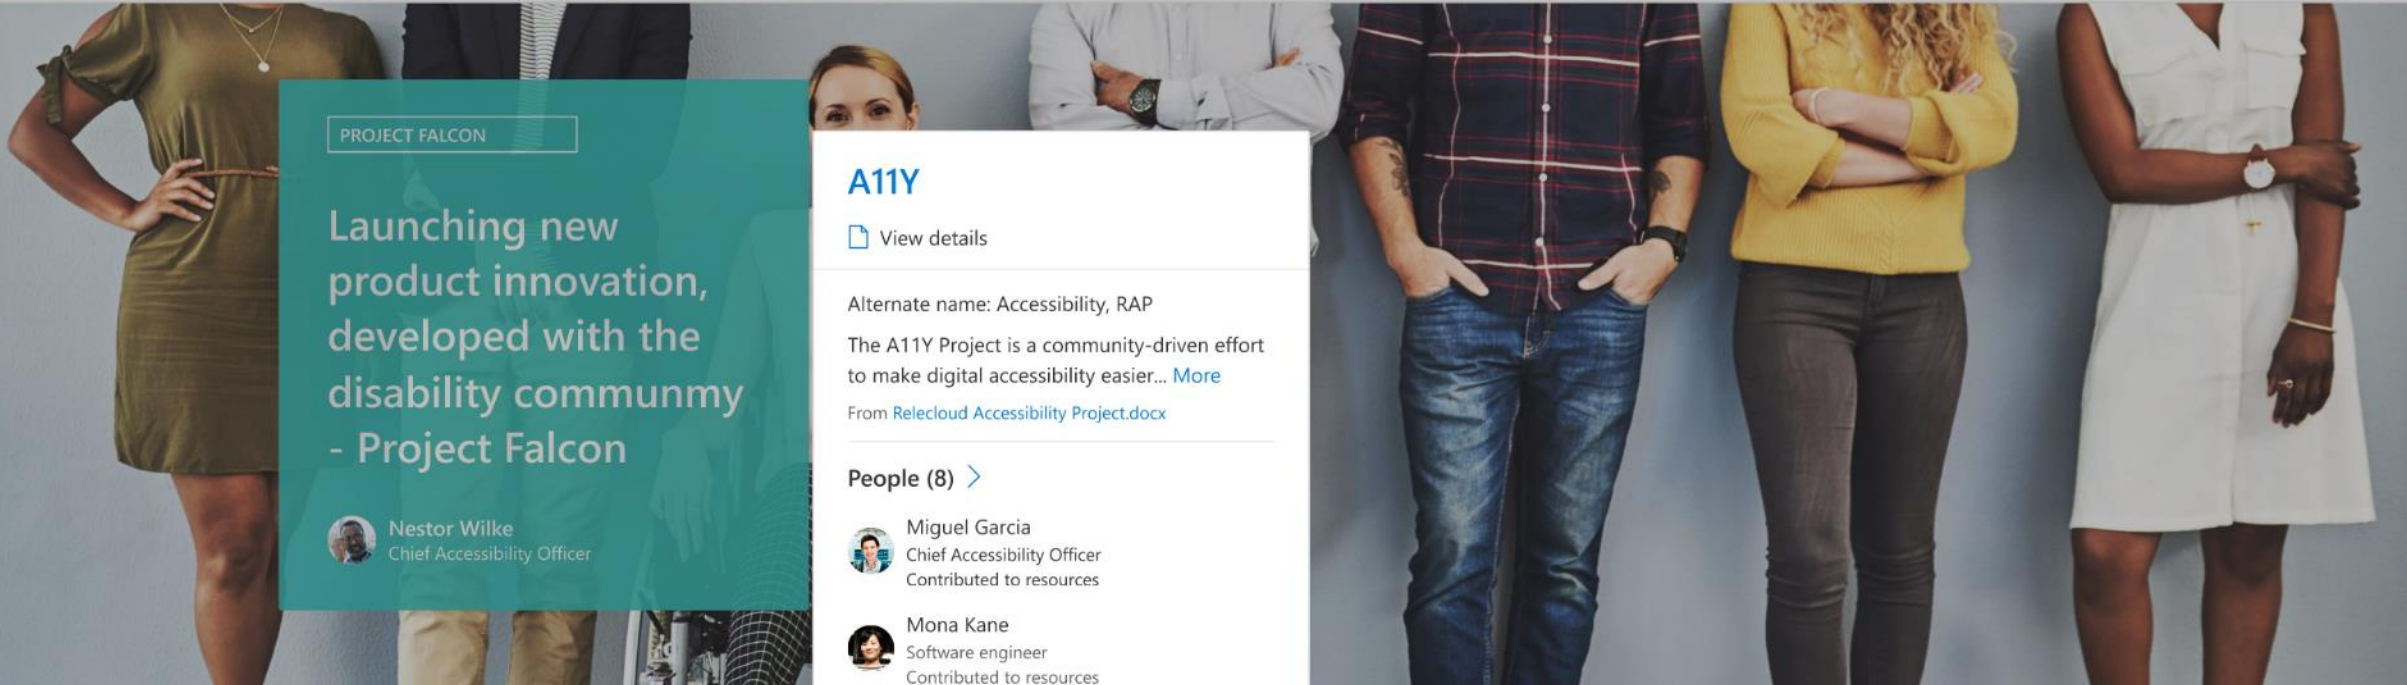 PROJECT FALCON
Launching new
product innovation,
developed with the
disability communmy
- Project Falcon
Nestor Wilke
Chief Accessibility Officer
A11Y
View details
Alternate name: Accessibility, RAP
The A11Y Project is a community-driven effort
to make digital accessibility easier... More
From Relecloud Accessibility Project.docx
People (8)
Miguel Garcia
Chief Accessibility Officer
Contributed to resources
Mona Kane
Software engineer
Contributed to resources